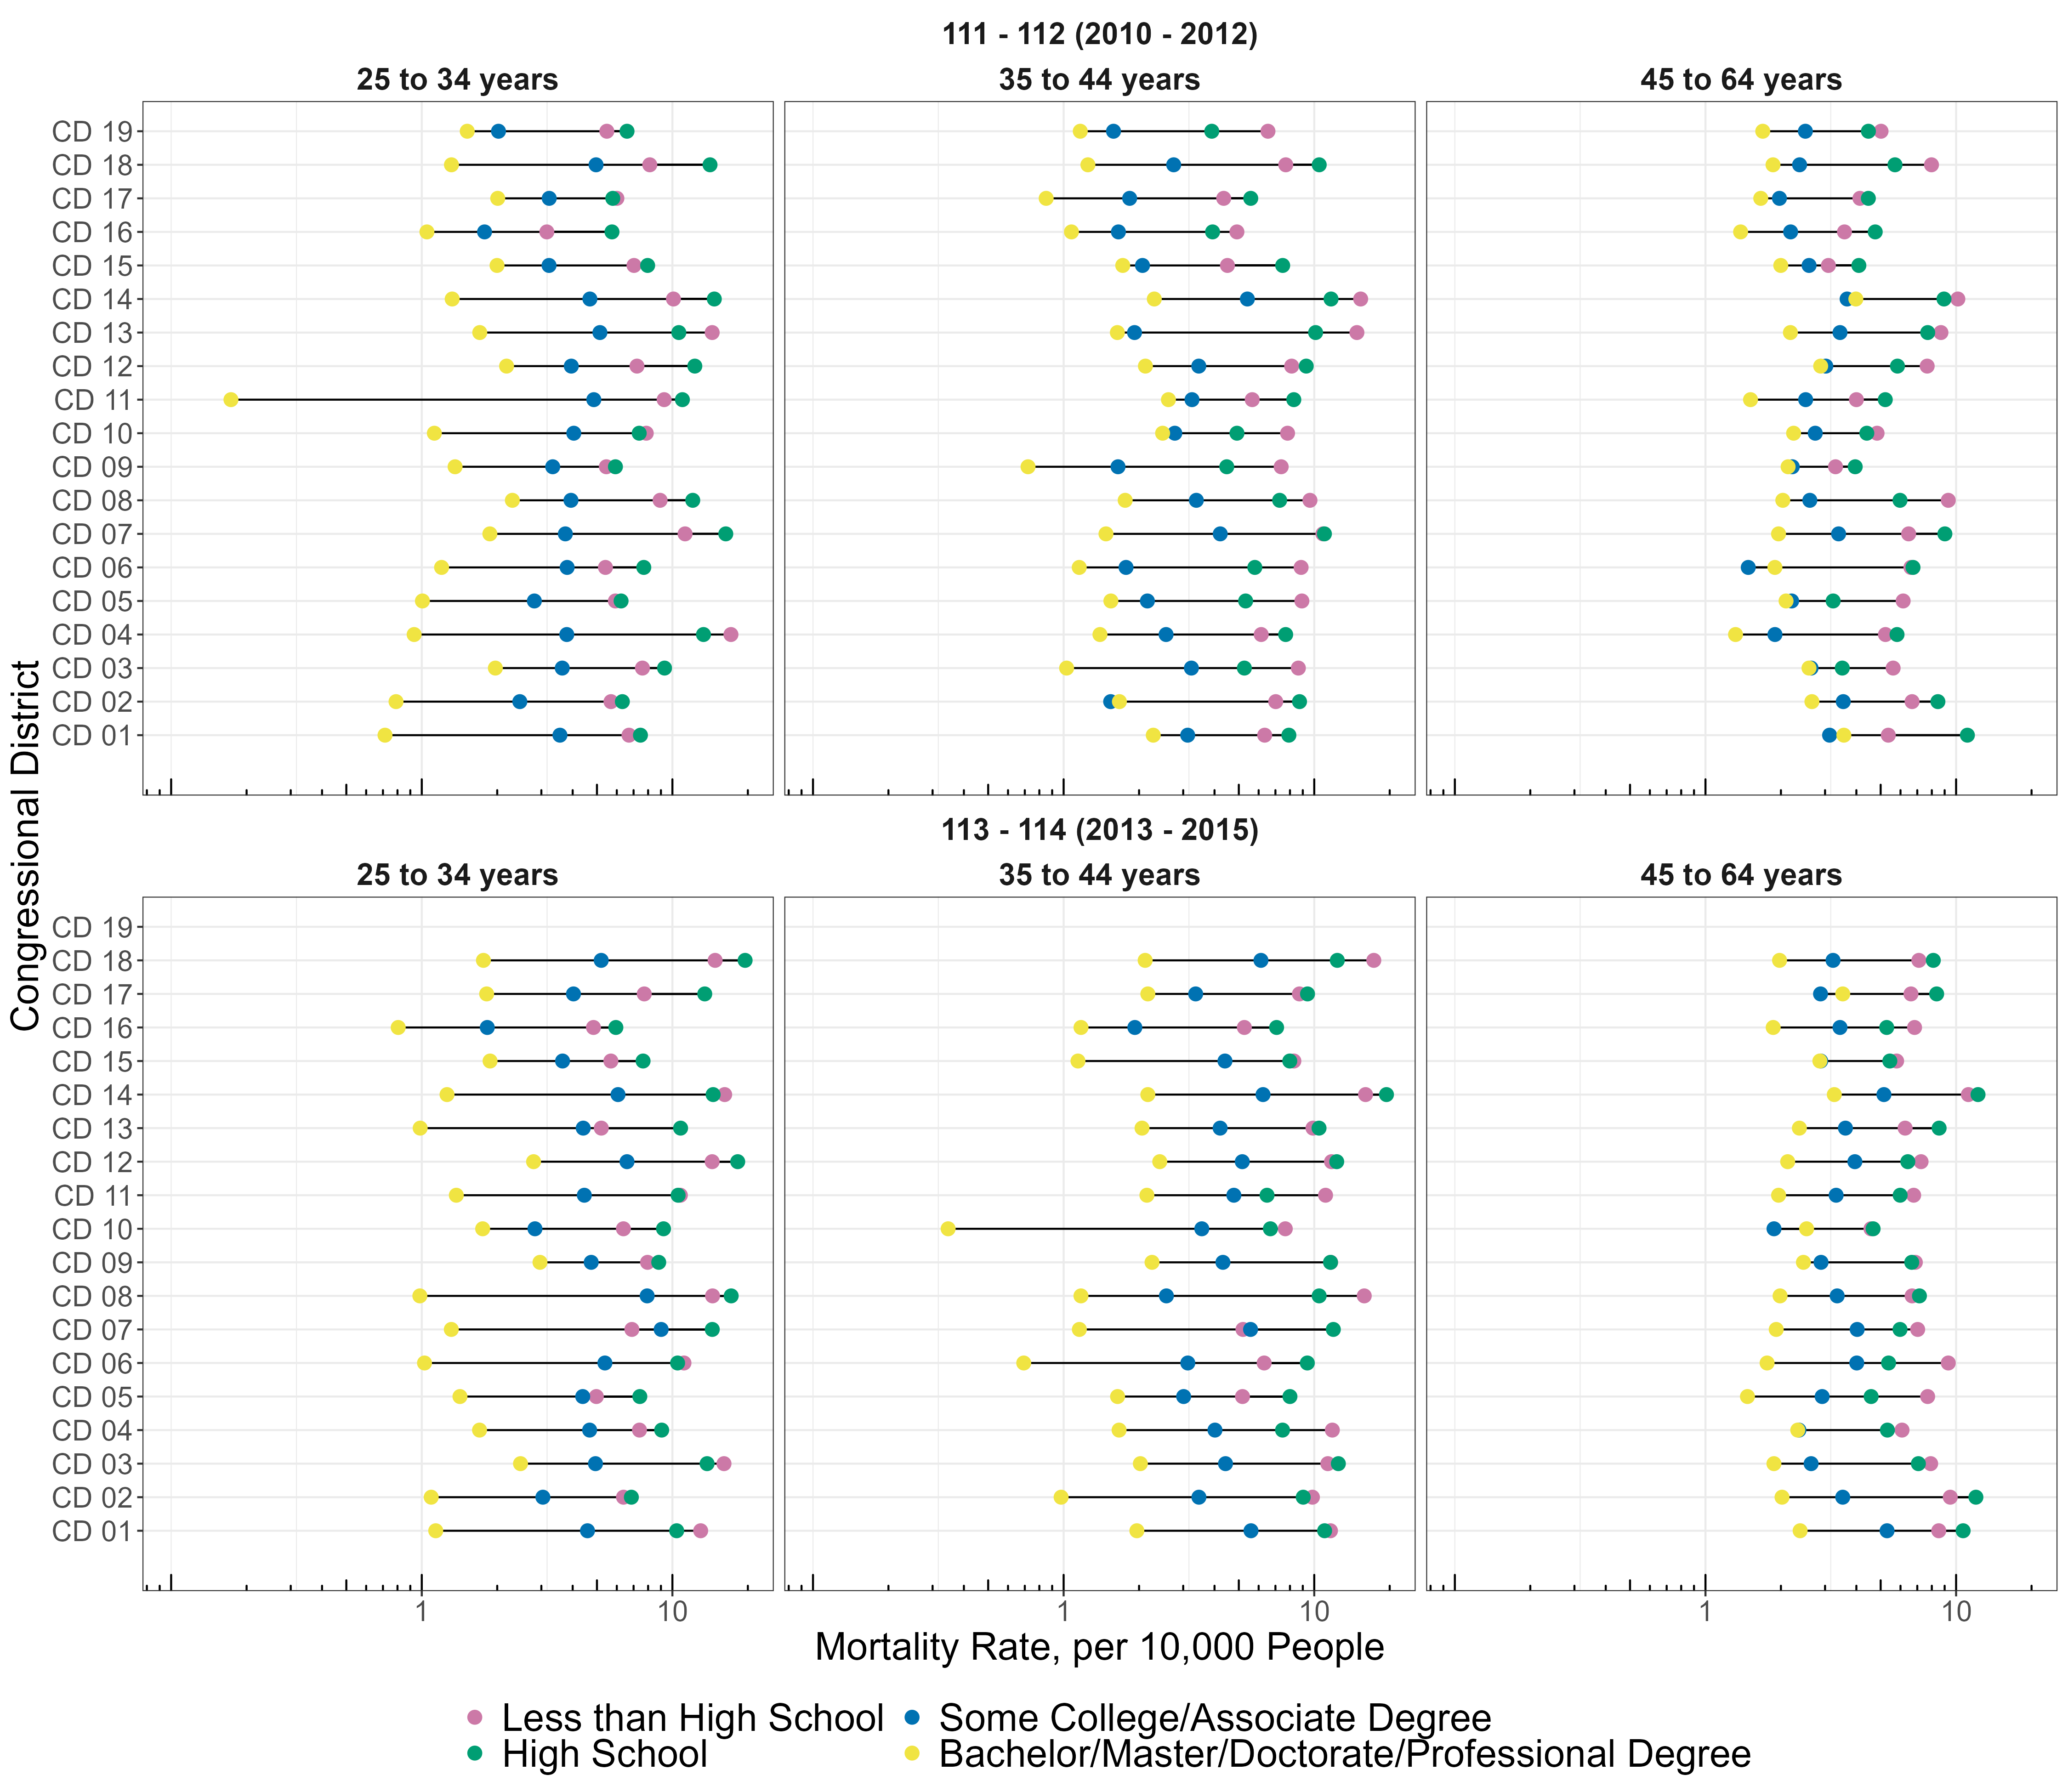 111 - 112 (2010 - 2012)
25 to 34 years
35 to 44 years
45 to 64 years
CD 19
CD 18
CD 17
CD 16
CD 15
CD 14
CD 13
CD 12
CD 11
CD 10
CD 09
CD 08
CD 07
CD 06
CD 05
CD 04
CD 03
CD 02
CD 01
113 - 114 (2013 - 2015)
25 to 34 years
35 to 44 years
45 to 64 years
CD 19
CD 18
CD 17
CD 16
CD 15
CD 14
CD 13
CD 12
CD 11
CD 10
CD 09
CD 08
CD 07
CD 06
CD 05
CD 04
CD 03
CD 02
CD 01
Congressional District
1 10 1 10 1 10
Mortality Rate, per 10,000 People
Less than High School
Some College/Associate Degree
High School
Bachelor/Master/Doctorate/Professional Degree